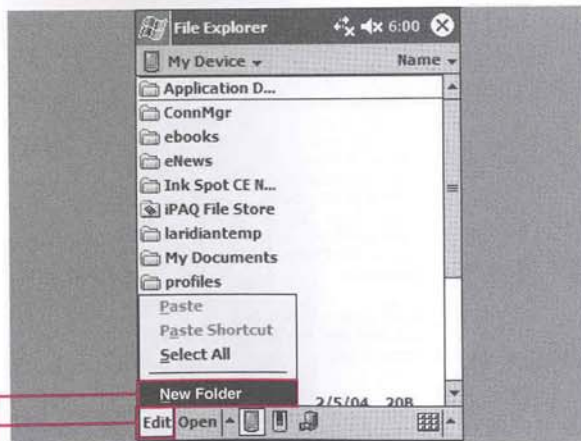 File Explorer 6:00
My Device Name
Application D...
ConnMgr
ebooks
eNews
Ink Spot CE N...
iPAQ File Store
laridiantemp
My Documents
profiles
Paste
Paste Shortcut
Select All
New Folder
2/5/04 20B
Edit Open